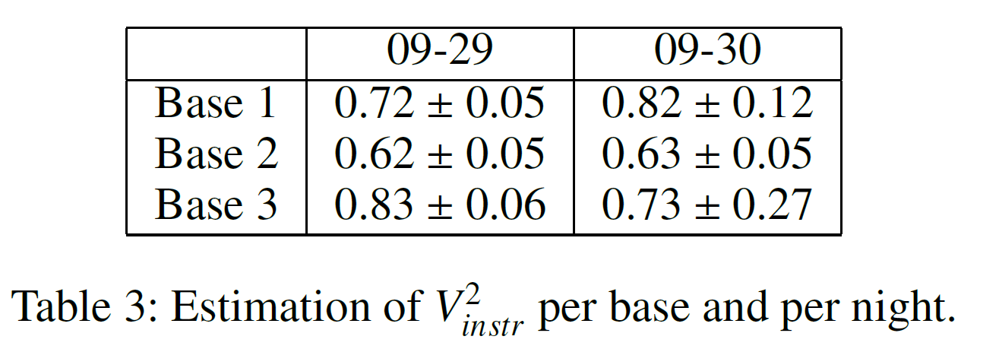 09-29 09-30
Base 1 0.72 ± 0.05 0.82 ± 0.12
Base 2 0.62 ± 0.05 0.63 ± 0.05
Base 3 0.83 ± 0.06 0.73 ± 0.27
Table 3: Estimation of $V^2_{instr}$ per base and per night.